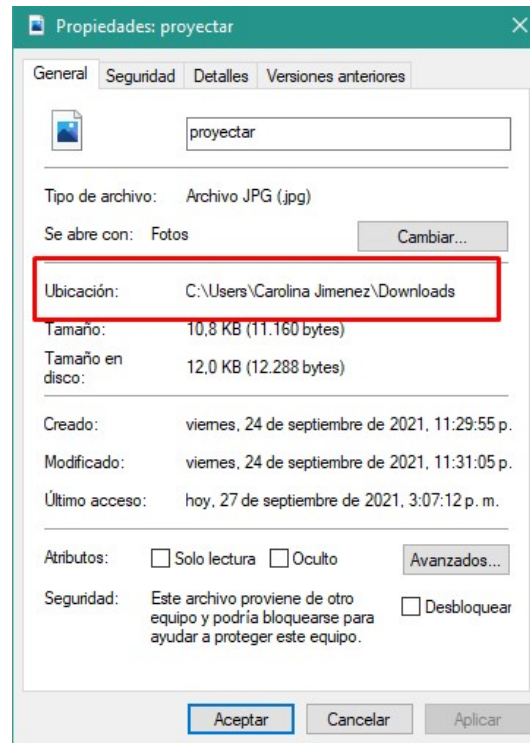 Propiedades: proyectar
General Seguridad Detalles Versiones anteriores
proyectar
Tipo de archivo: Archivo JPG (.jpg)
Se abre con: Fotos Cambiar...
Ubicación: C:\Users\Carolina Jimenez\Downloads
Tamaño: 10,8 KB (11.160 bytes)
Tamaño en
disco: 12,0 KB (12.288 bytes)
Creado: viernes, 24 de septiembre de 2021, 11:29:55 p.
Modificado: viernes, 24 de septiembre de 2021, 11:31:05 p.
Último acceso: hoy, 27 de septiembre de 2021, 3:07:12 p. m.
Atributos: Solo lectura Oculto Avanzados...
Seguridad: Este archivo proviene de otro
equipo y podría bloquearse para
ayudar a proteger este equipo.
Desbloquear
Aceptar Cancelar Aplicar